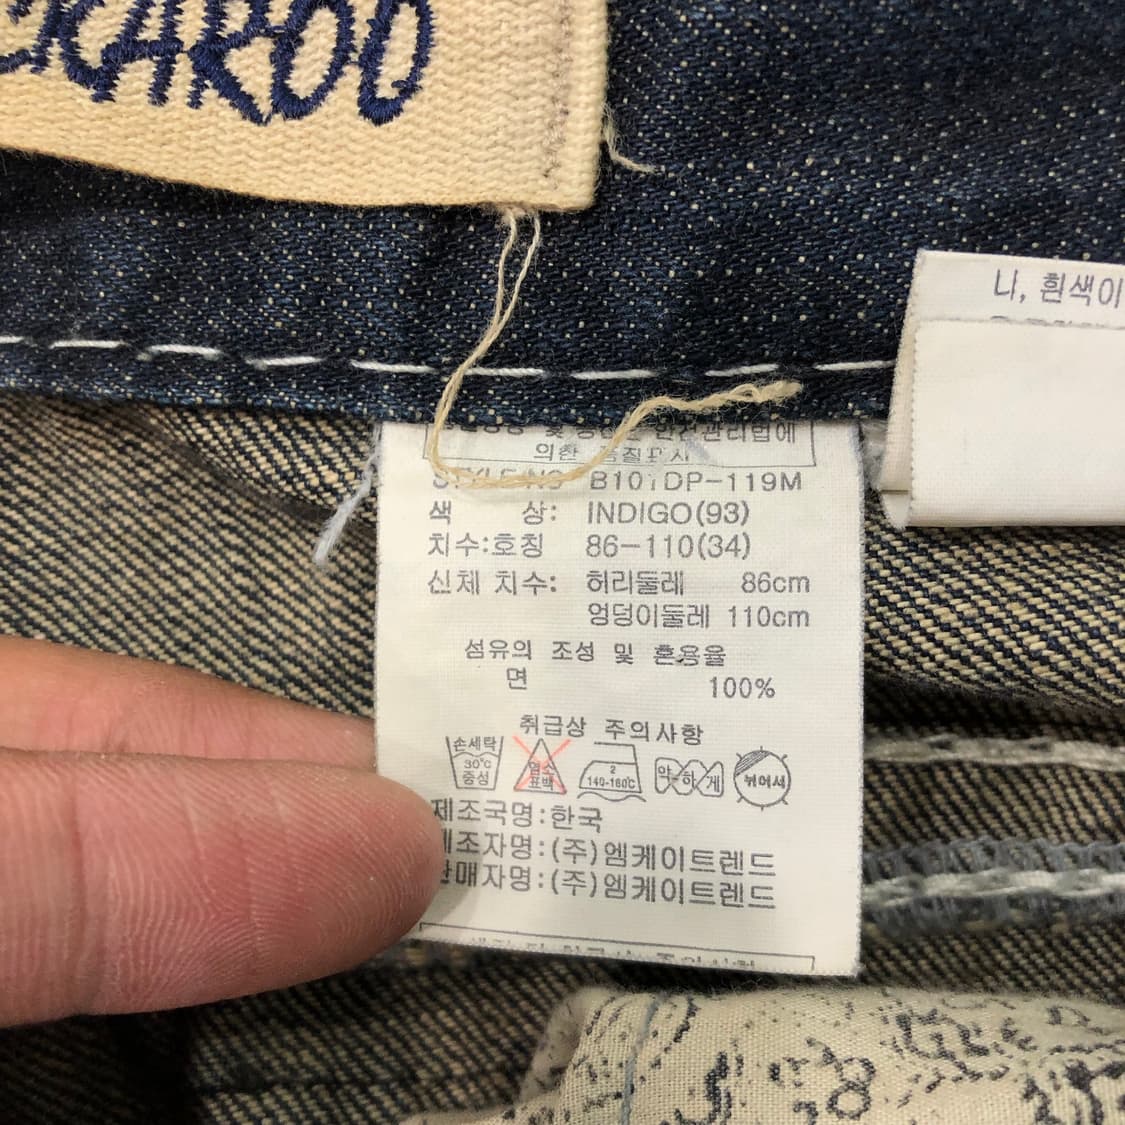 KAROO
나, 흰색이
의한 품질표시
STYLE NO B101DP-119M
색 상: INDIGO(93)
치수:호칭 86-110(34)
신체 치수: 허리둘레 86cm
엉덩이둘레 110cm
섬유의 조성 및 혼용율
면 100%
취급상 주의사항
손세탁 30℃ 중성
염소 표백
2 140-160℃
약하게
뉘어서
제조국명:한국
제조자명:(주)엠케이트렌드
판매자명:(주)엠케이트렌드